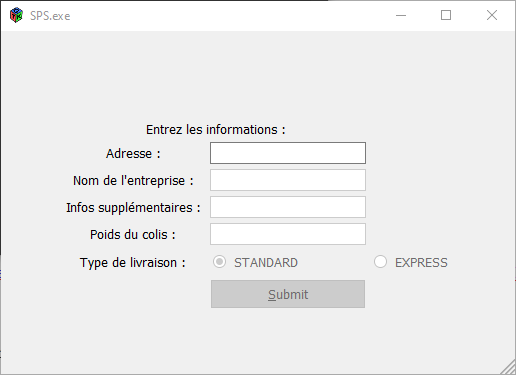 SPS.exe
Entrez les informations :
Adresse :
Nom de l'entreprise :
Infos supplémentaires :
Poids du colis :
Type de livraison : STANDARD EXPRESS
Submit